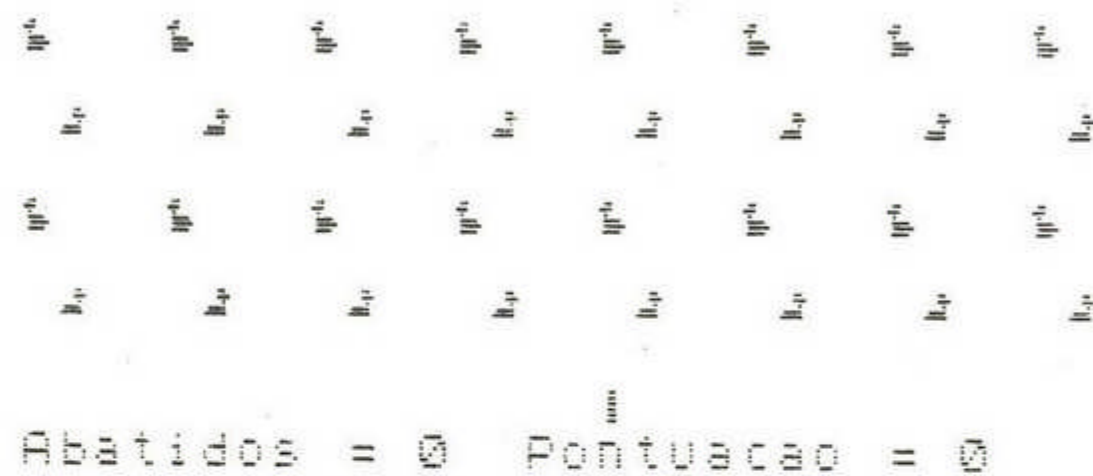 Abatidos = 0 Pontuacao = 0